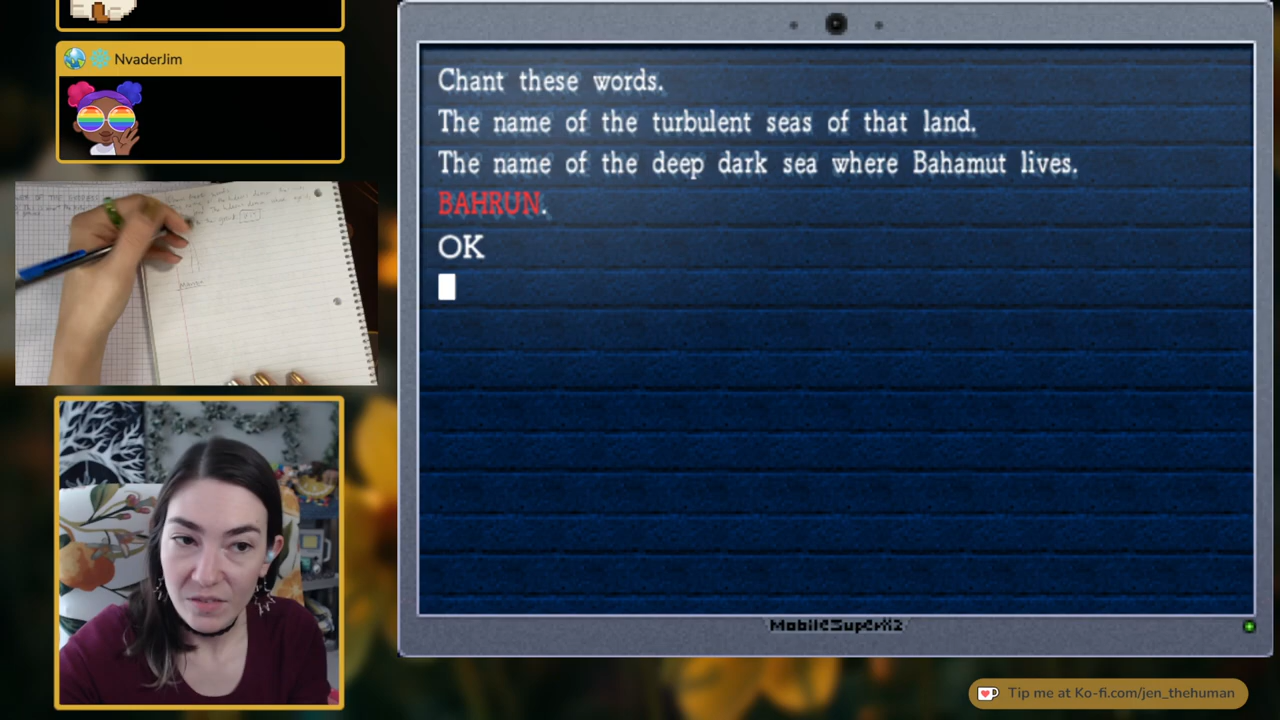 NvaderJim
Chant these words.
The name of the turbulent seas of that land.
The name of the deep dark sea where Bahamut lives.
BAHRUN.
OK
MobileSuperX2
Tip me at Ko-fi.com/jen_thehuman